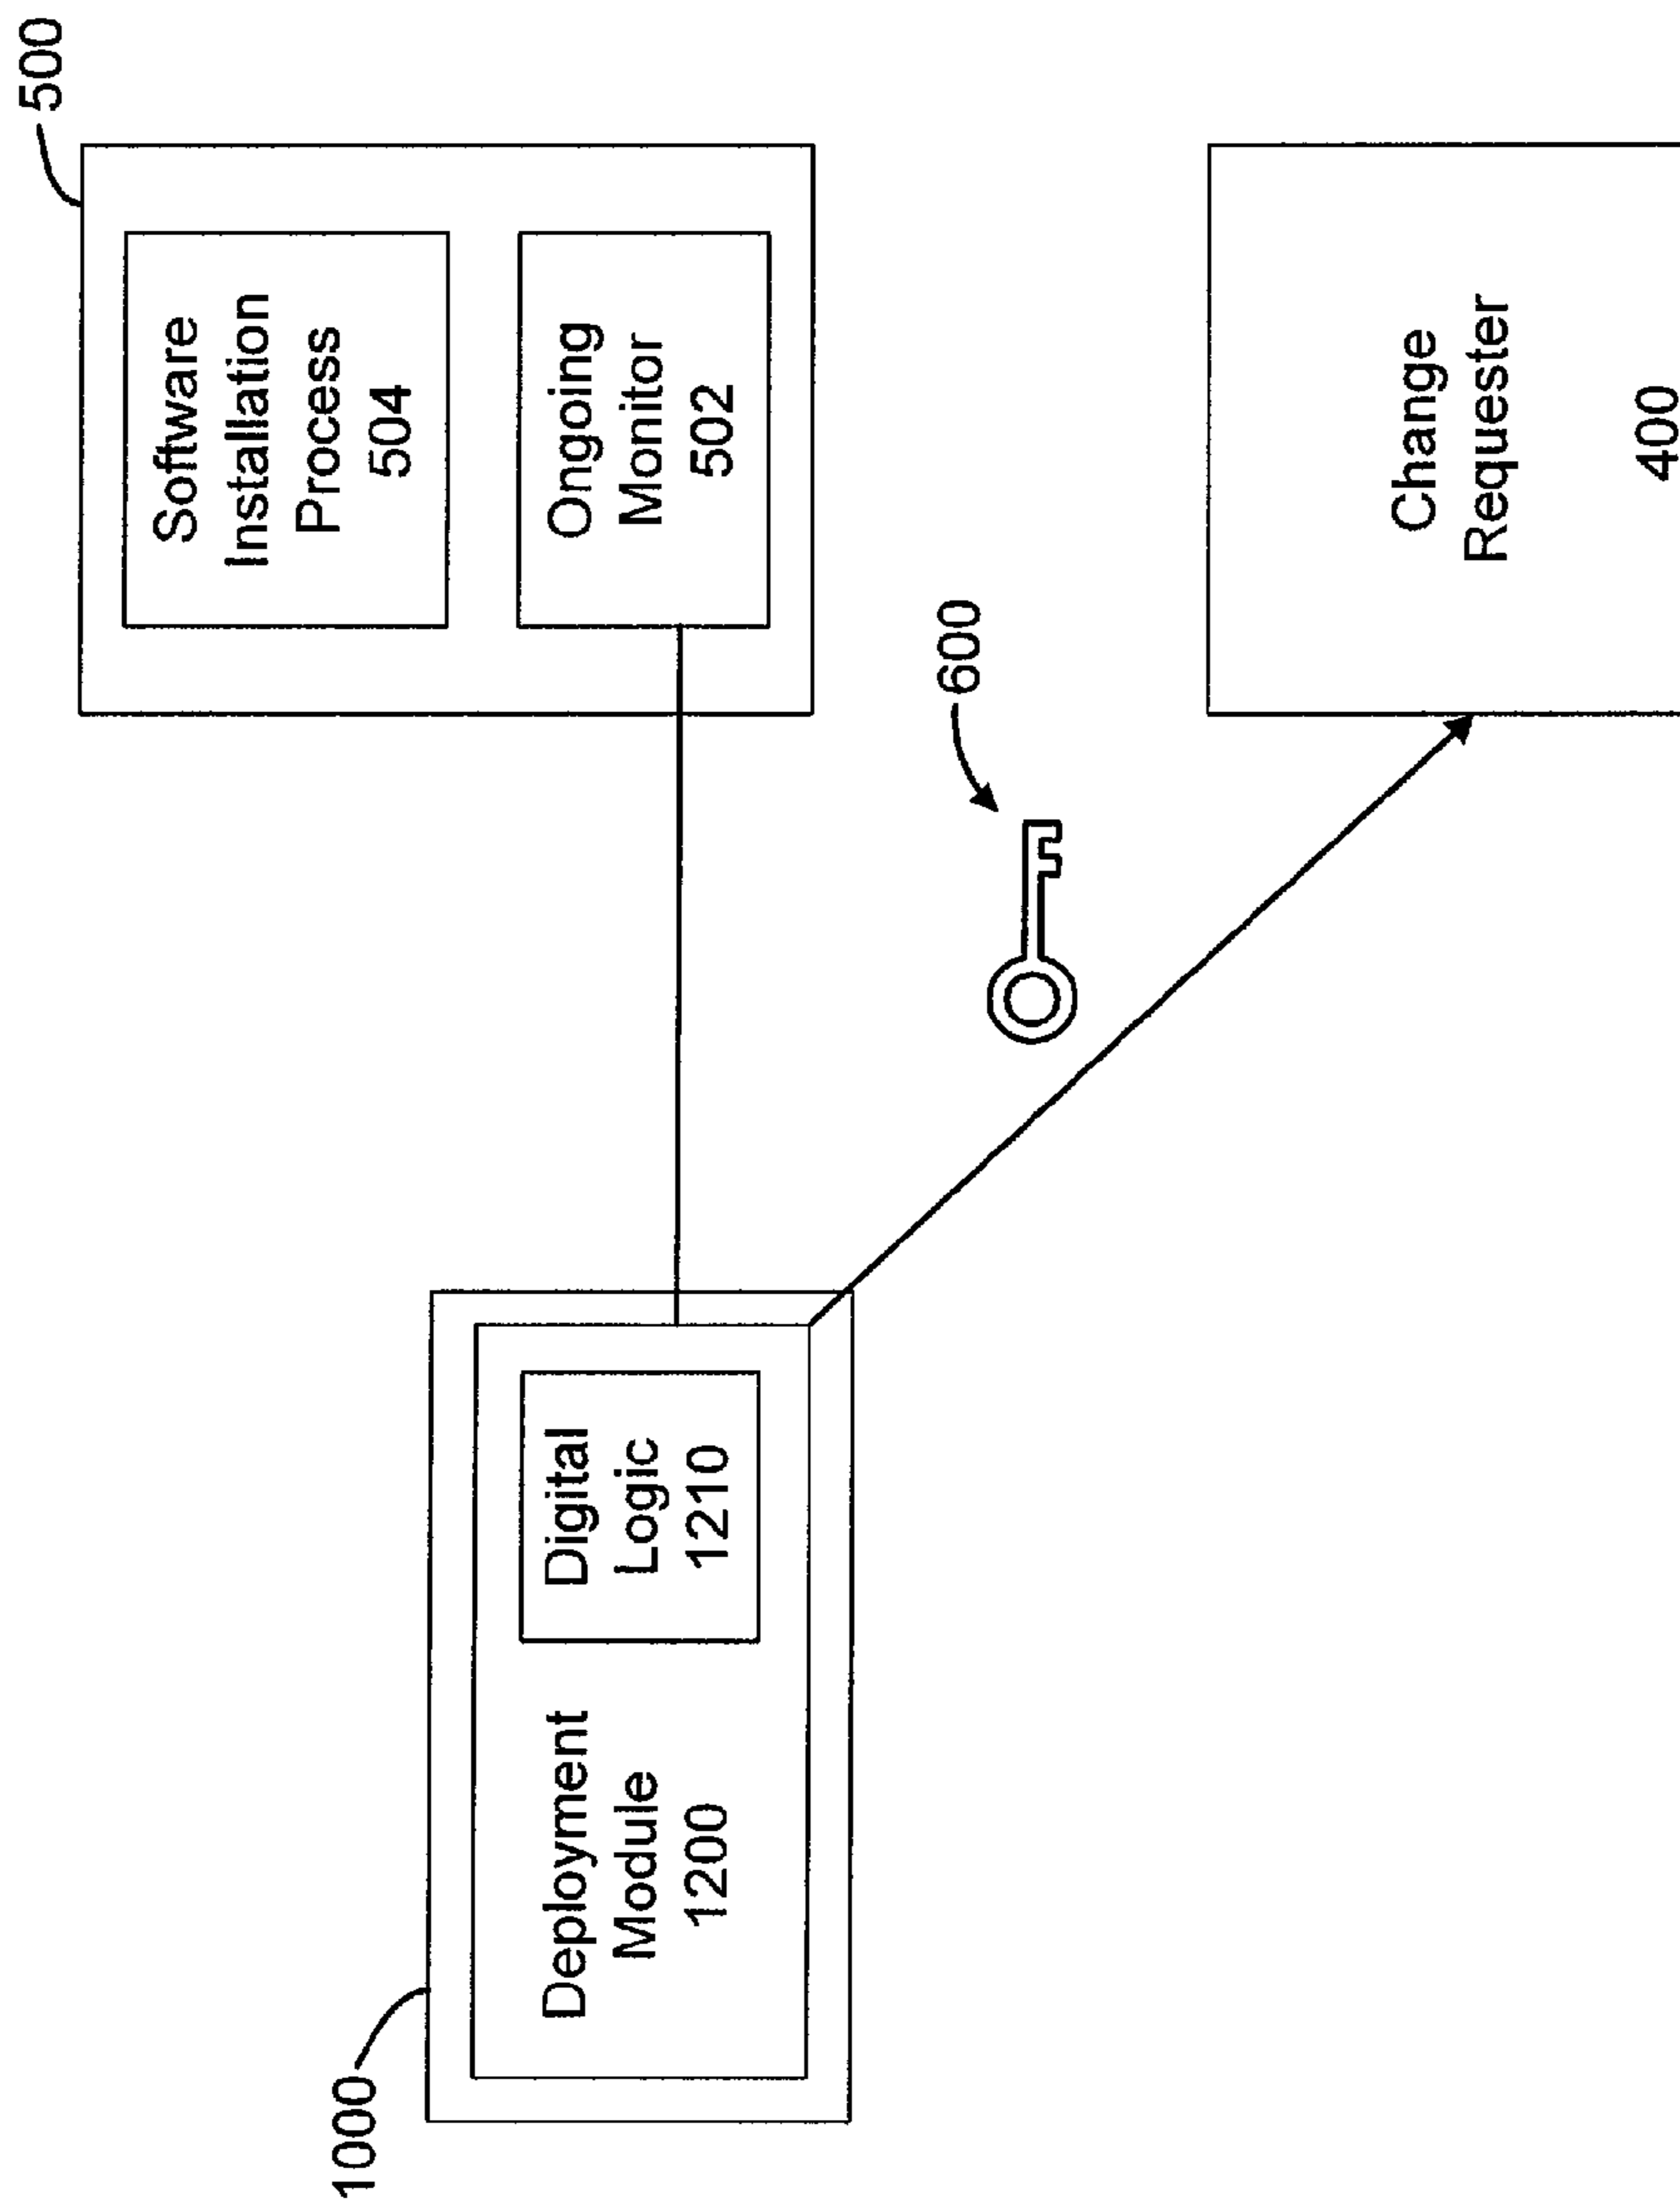 500
Software
Installation
Process
504
Ongoing
Monitor
502
1000
Deployment
Module
1200
Digital
Logic
1210
600
Change
Requester
400